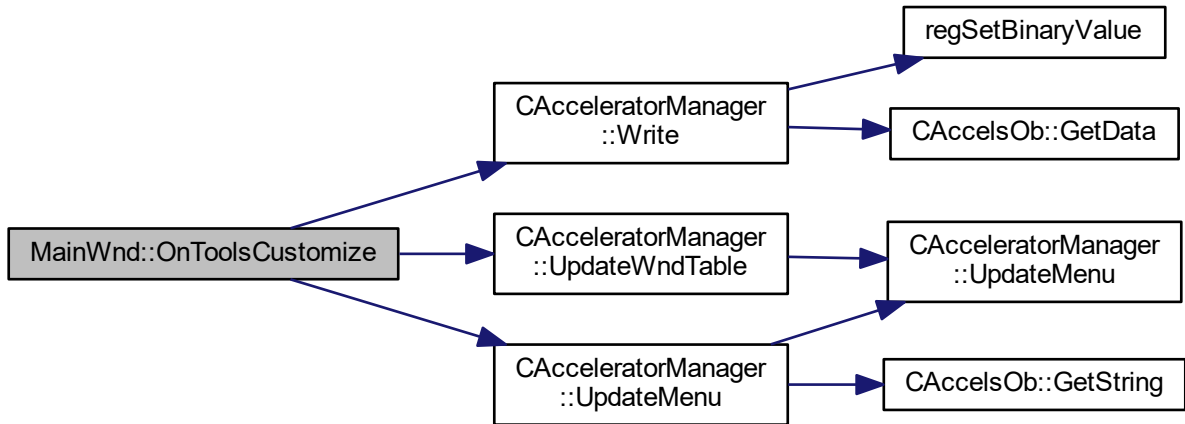 regSetBinaryValue
CAcceleratorManager
::Write
CAccelsOb::GetData
MainWnd::OnToolsCustomize
CAcceleratorManager
::UpdateWndTable
CAcceleratorManager
::UpdateMenu
CAcceleratorManager
::UpdateMenu
CAccelsOb::GetString